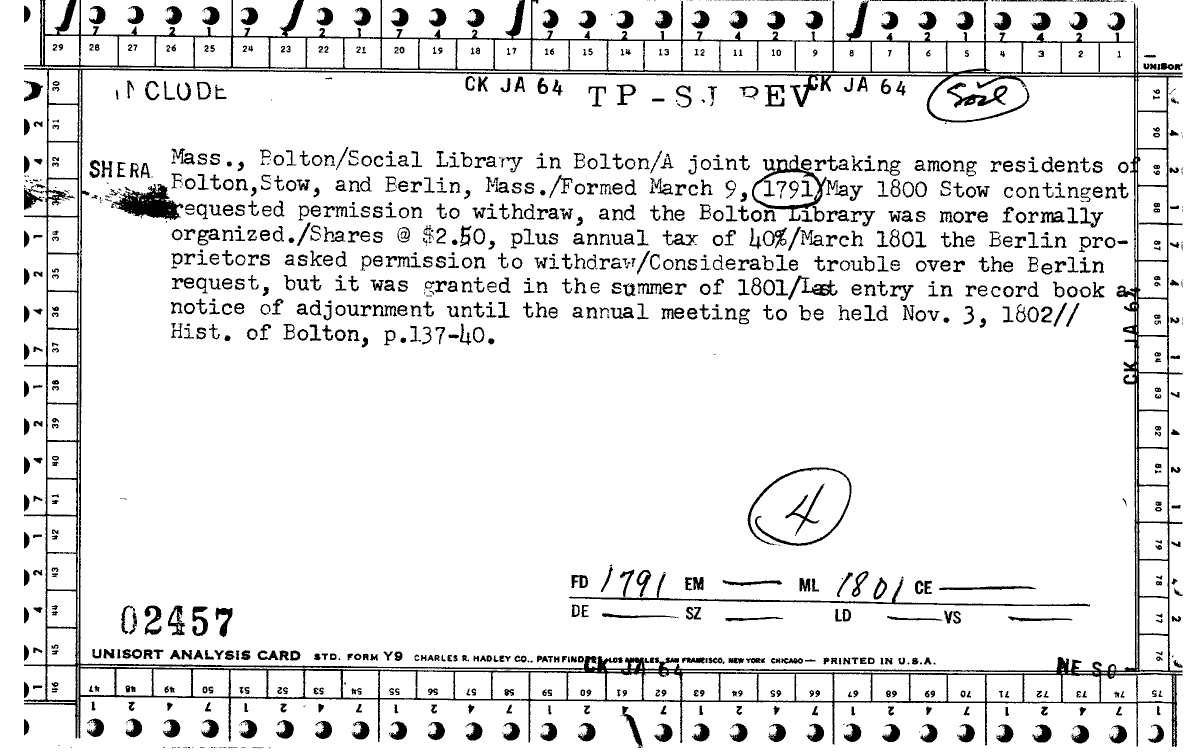 7 4 2 1 7 4 2 1 7 4 2 1 7 4 2 1 7 4 2 1 7 4 2 1
29 28 27 26 25 24 23 22 21 20 19 18 17 16 15 14 13 12 11 10 9 8 7 6 5 4 3 2 1
UNISORT
INCLUDE CK JA 64 TP-SJ REV CK JA 64 Soc
SHERA
Mass., Bolton/Social Library in Bolton/A joint undertaking among residents of
Bolton,Stow, and Berlin, Mass./Formed March 9, 1791/May 1800 Stow contingent
requested permission to withdraw, and the Bolton Library was more formally
organized./Shares @ $2.50, plus annual tax of 40%/March 1801 the Berlin pro-
prietors asked permission to withdraw/Considerable trouble over the Berlin
request, but it was granted in the summer of 1801/Last entry in record book a
notice of adjournment until the annual meeting to be held Nov. 3, 1802//
Hist. of Bolton, p.137-40.
CK JA 64
4
FD 1791 EM — ML 1801 CE —
DE — SZ — LD — VS —
02457
UNISORT ANALYSIS CARD STD. FORM Y9 CHARLES R. HADLEY CO., PATHFINDERS, LOS ANGELES, SAN FRANCISCO, NEW YORK CHICAGO — PRINTED IN U.S.A.
CK JA 64 NE SO -
46 47 48 49 50 51 52 53 54 55 56 57 58 59 60 61 62 63 64 65 66 67 68 69 70 71 72 73 74 75
1 2 4 7 1 2 4 7 1 2 4 7 1 2 4 7 1 2 4 7 1 2 4 7 1 2 4 7 1
30 31 32 34 35 36 37 38 39 40 41 42 43 44 45
91 90 89 88 87 86 85 84 83 82 81 80 79 78 77 76